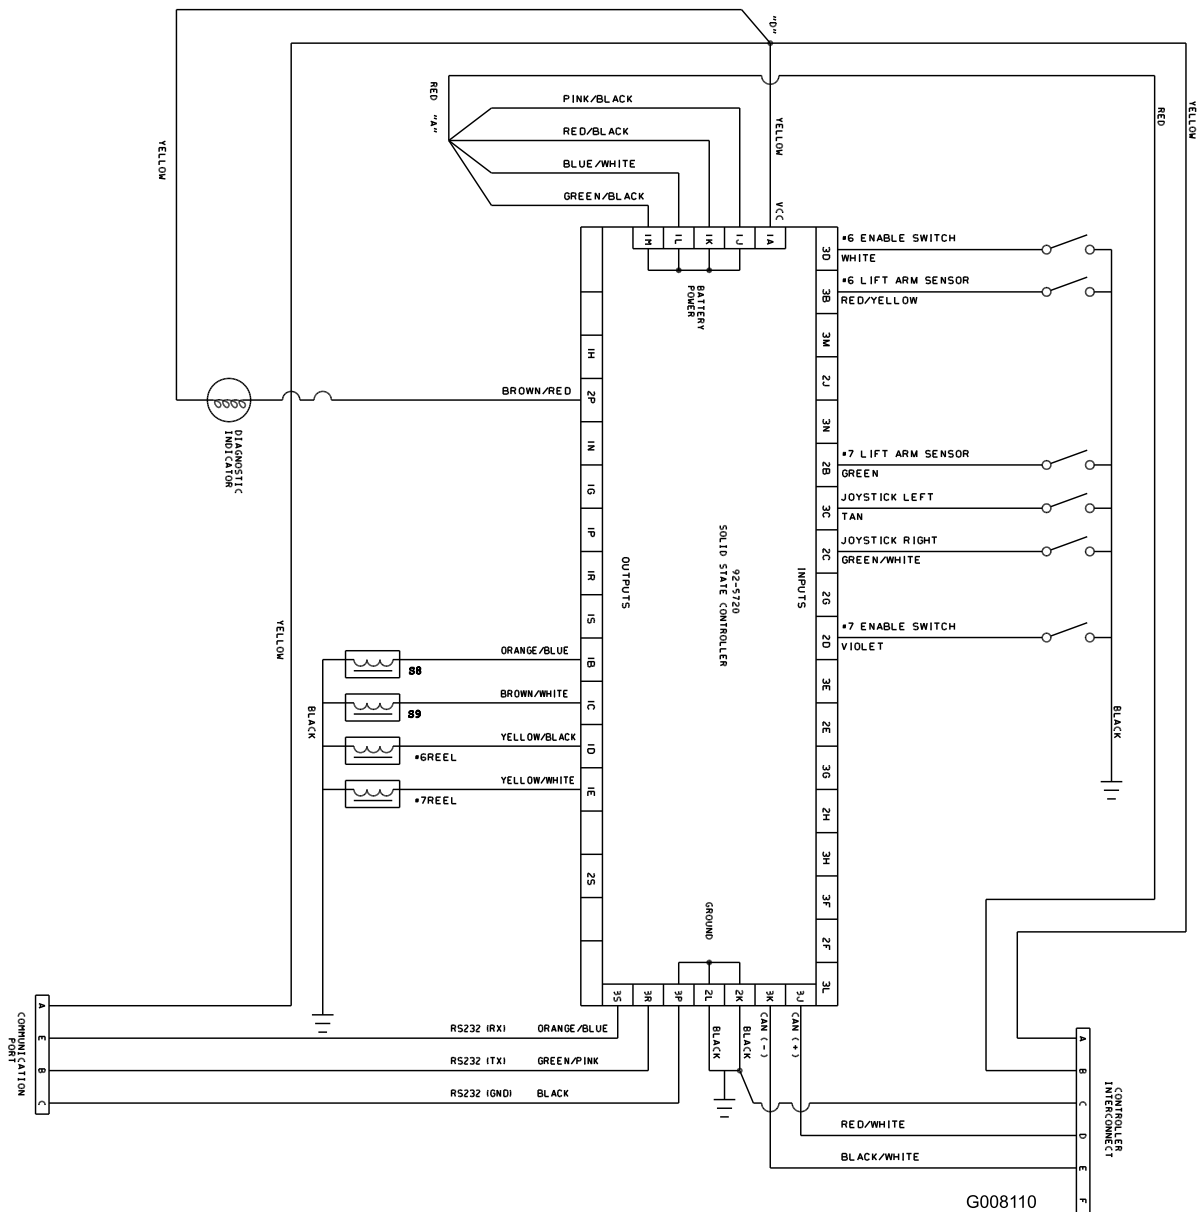 "D"
RED "A"
PINK/BLACK
RED/BLACK
BLUE/WHITE
GREEN/BLACK
YELLOW
YELLOW
VCC
RED
YELLOW
1M
1L
1K
1J
1A
BATTERY
POWER
3D
3B
3M
2J
3N
2B
3C
2C
2G
2D
3E
2E
3G
2H
3H
3F
2F
3L
#6 ENABLE SWITCH
WHITE
#6 LIFT ARM SENSOR
RED/YELLOW
#7 LIFT ARM SENSOR
GREEN
JOYSTICK LEFT
TAN
JOYSTICK RIGHT
GREEN/WHITE
#7 ENABLE SWITCH
VIOLET
BLACK
1H
2P
1N
1G
1P
1R
1S
1B
1C
1D
1E
2S
BROWN/RED
DIAGNOSTIC
INDICATOR
OUTPUTS
92-5720
SOLID STATE CONTROLLER
INPUTS
YELLOW
ORANGE/BLUE
S8
BROWN/WHITE
S9
YELLOW/BLACK
#6REEL
YELLOW/WHITE
#7REEL
BLACK
GROUND
3S
3R
3P
2L
2K
3K
3J
BLACK
BLACK
CAN (-)
CAN (+)
COMMUNICATION
PORT
A
E
B
C
RS232 (RX) ORANGE/BLUE
RS232 (TX) GREEN/PINK
RS232 (GND) BLACK
RED/WHITE
BLACK/WHITE
A
B
C
D
E
F
CONTROLLER
INTERCONNECT
G008110